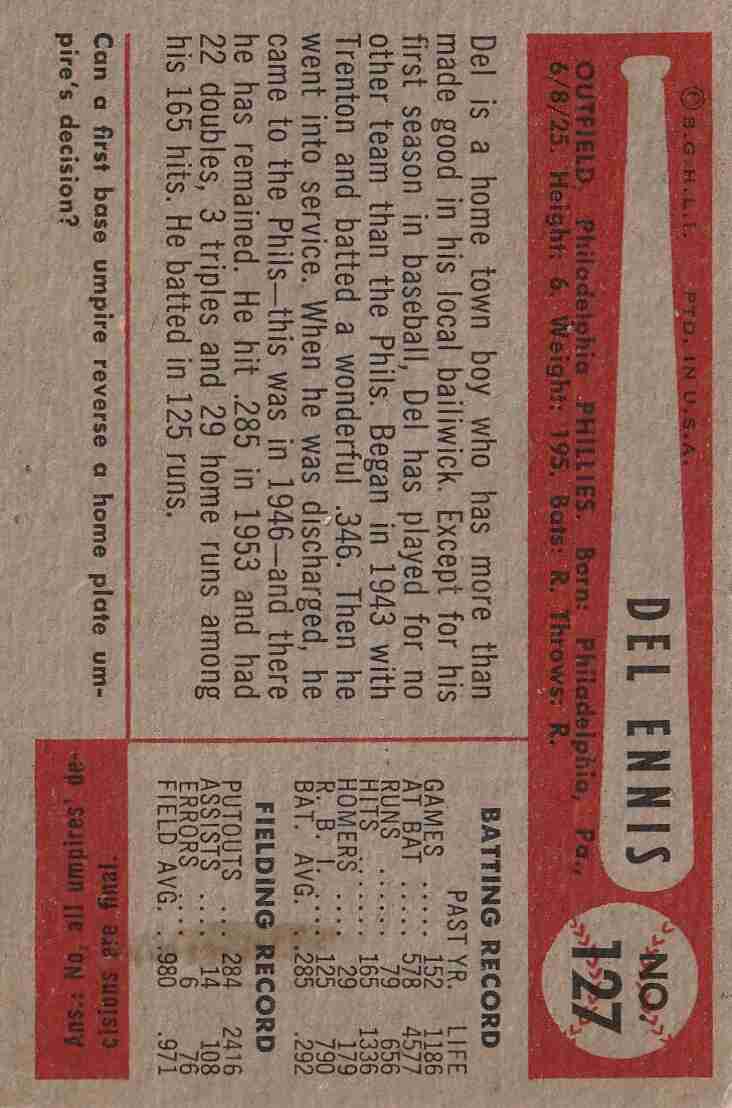 © B.G.H.L.I.    PTD. IN U.S.A.
DEL ENNIS
NO.
127
OUTFIELD, Philadelphia PHILLIES. Born: Philadelphia, Pa.,
6/8/25. Height: 6. Weight: 195. Bats: R. Throws: R.
Del is a home town boy who has more than
made good in his local bailiwick. Except for his
first season in baseball, Del has played for no
other team than the Phils. Began in 1943 with
Trenton and batted a wonderful .346. Then he
went into service. When he was discharged, he
came to the Phils—this was in 1946—and there
he has remained. He hit .285 in 1953 and had
22 doubles, 3 triples and 29 home runs among
his 165 hits. He batted in 125 runs.
BATTING RECORD
PAST YR. LIFE
GAMES ..... 152 1186
AT BAT ..... 578 4577
RUNS ...... 79 656
HITS ...... 165 1336
HOMERS .... 29 179
R. B. I. .... 125 790
BAT. AVG. .. .285 .292
FIELDING RECORD
PUTOUTS .. 284 2416
ASSISTS .... 14 108
ERRORS .... 6 76
FIELD AVG. .. .980 .971
Can a first base umpire reverse a home plate um-
pire's decision?
Ans.: No, all umpires' de-
cisions are final.